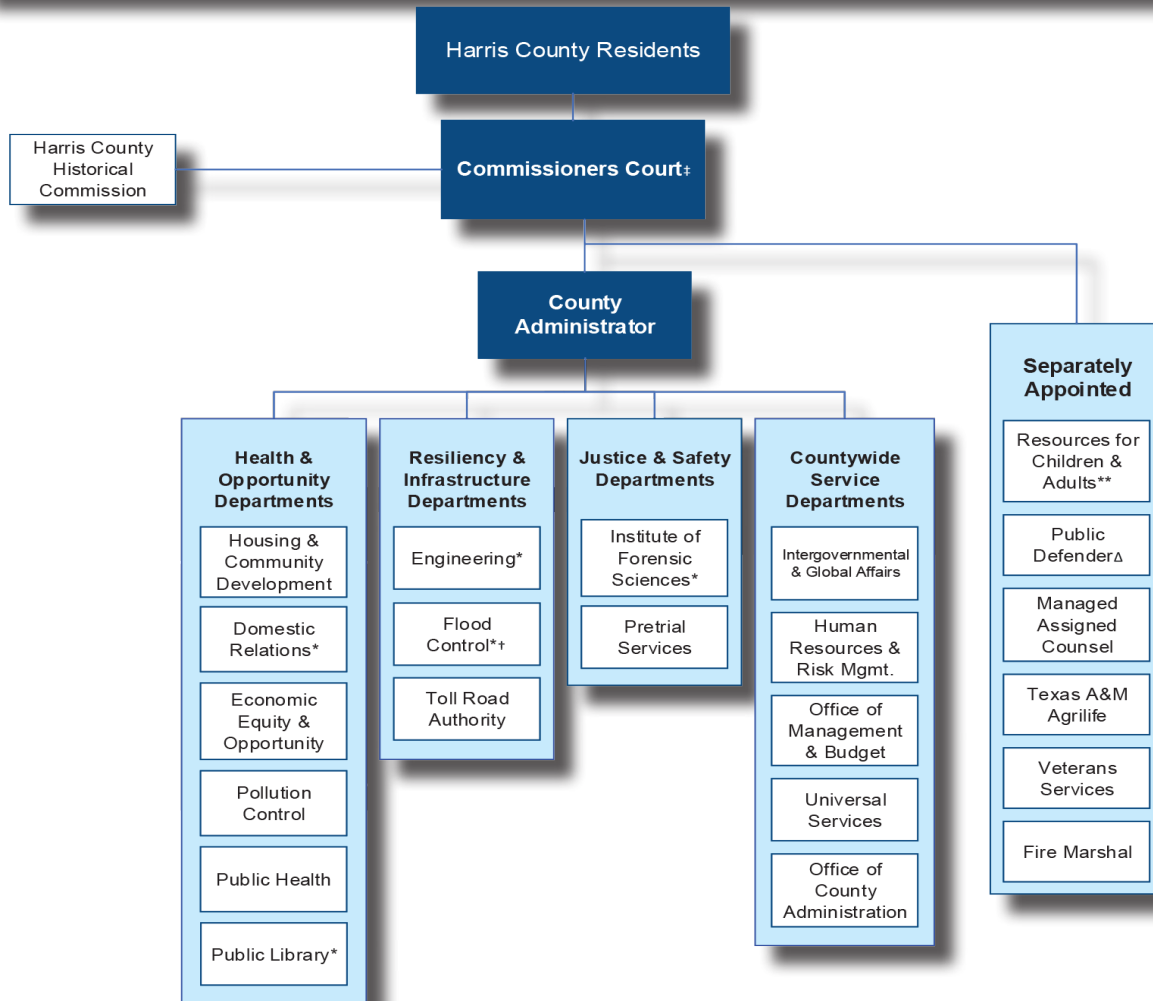 Harris County Residents
Harris County
Historical
Commission
Commissioners Court‡
County
Administrator
Health &
Opportunity
Departments
Housing &
Community
Development
Domestic
Relations*
Economic
Equity &
Opportunity
Pollution
Control
Public Health
Public Library*
Resiliency &
Infrastructure
Departments
Engineering*
Flood
Control*†
Toll Road
Authority
Justice & Safety
Departments
Institute of
Forensic
Sciences*
Pretrial
Services
Countywide
Service
Departments
Intergovernmental
& Global Affairs
Human
Resources &
Risk Mgmt.
Office of
Management
& Budget
Universal
Services
Office of
County
Administration
Separately
Appointed
Resources for
Children &
Adults**
Public
Defender∆
Managed
Assigned
Counsel
Texas A&M
Agrilife
Veterans
Services
Fire Marshal